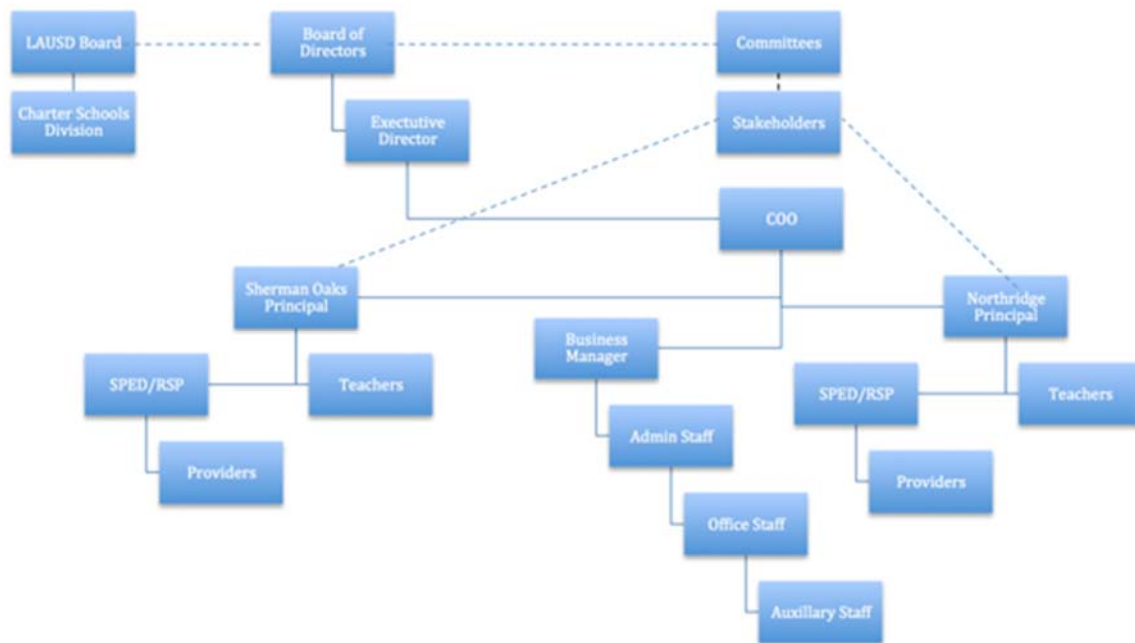 LAUSD Board
Board of
Directors
Committees
Charter Schools
Division
Exectutive
Director
Stakeholders
COO
Sherman Oaks
Principal
Northridge
Principal
Business
Manager
SPED/RSP
Teachers
SPED/RSP
Teachers
Admin Staff
Providers
Providers
Office Staff
Auxillary Staff